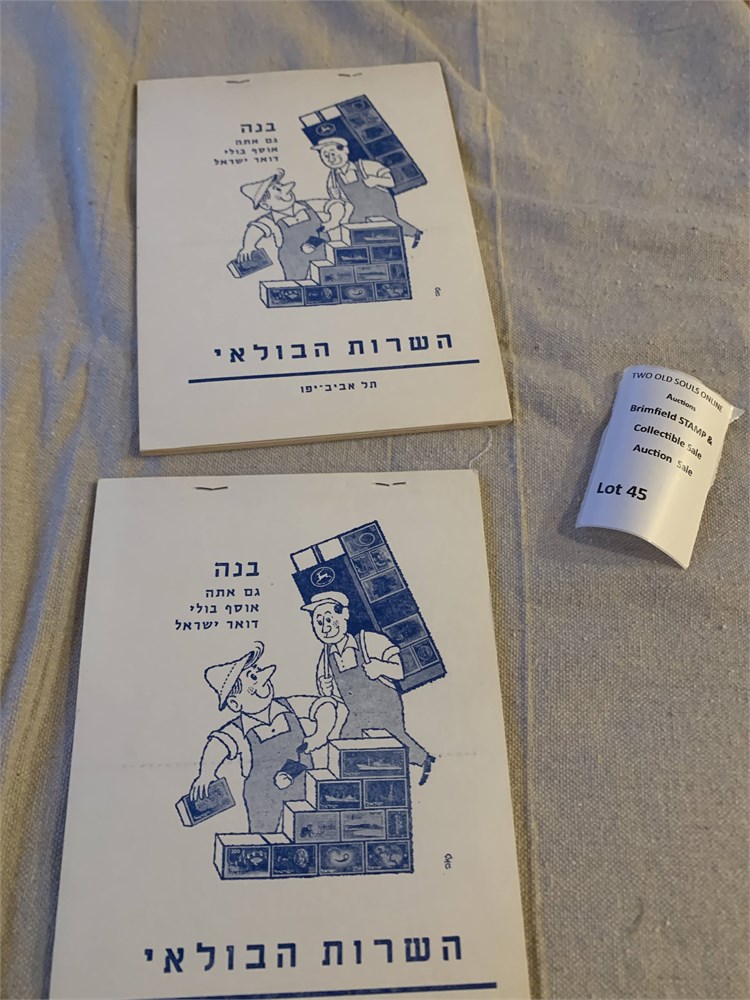 בנה
גם אתה
אוסף בולי
דואר ישראל
השרות הבולאי
תל אביב-יפו
TWO OLD SOULS ONLINE
Auctions
Brimfield STAMP &
Collectible Sale
Auction Sale
Lot 45
בנה
גם אתה
אוסף בולי
דואר ישראל
השרות הבולאי